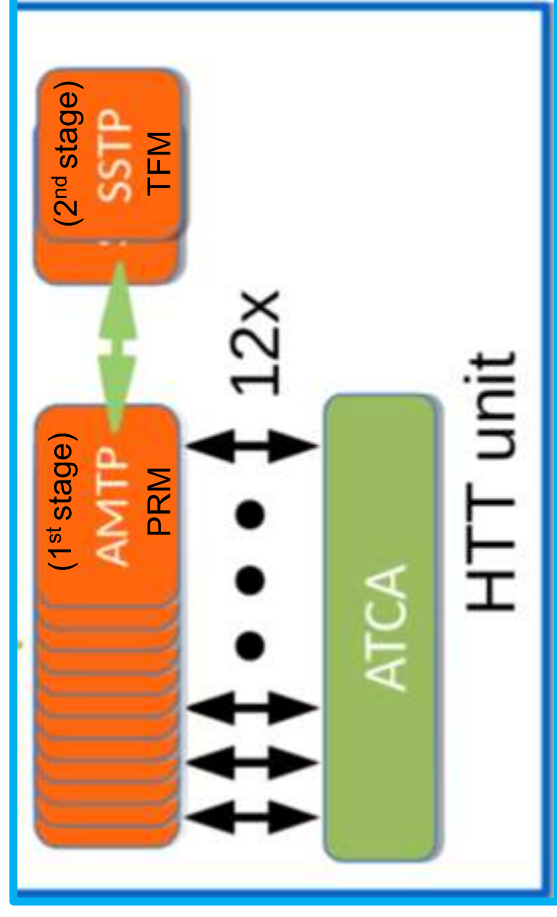 (1st stage)
AMTP
PRM
(2nd stage)
SSTP
TFM
12x
ATCA
HTT unit